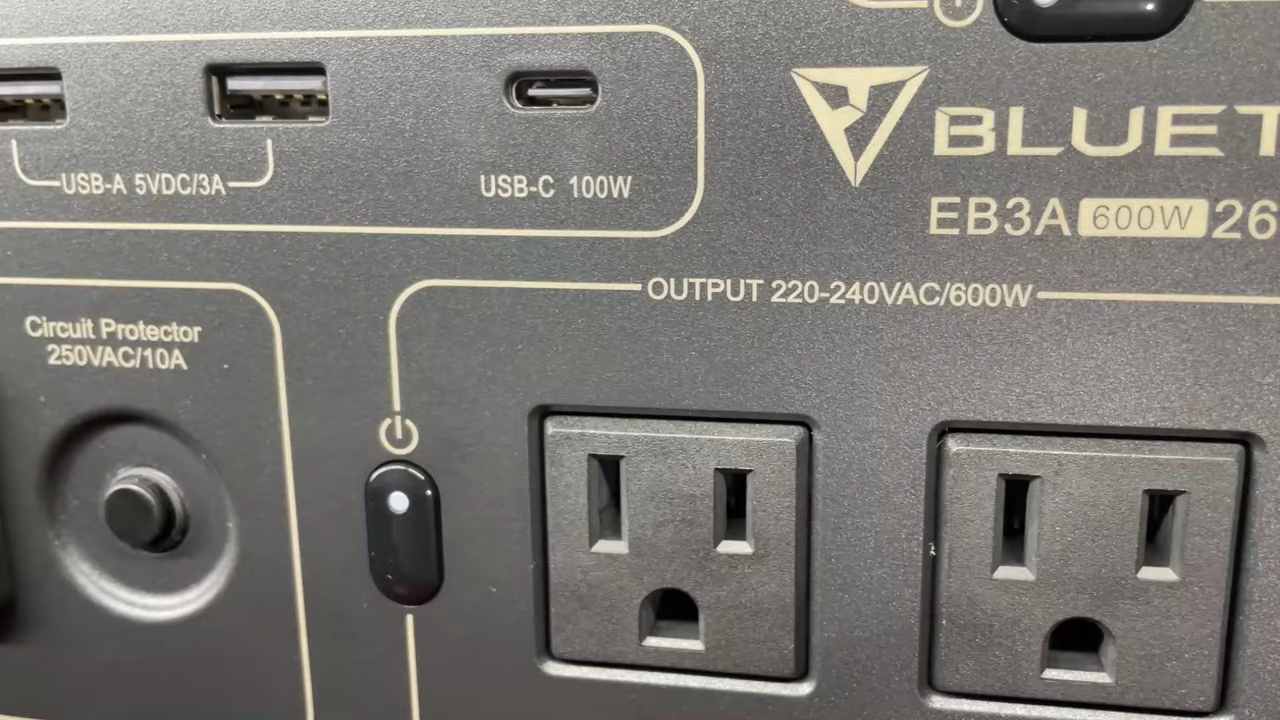 USB-A 5VDC/3A
USB-C 100W
BLUET
EB3A 600W 26
OUTPUT 220-240VAC/600W
Circuit Protector
250VAC/10A